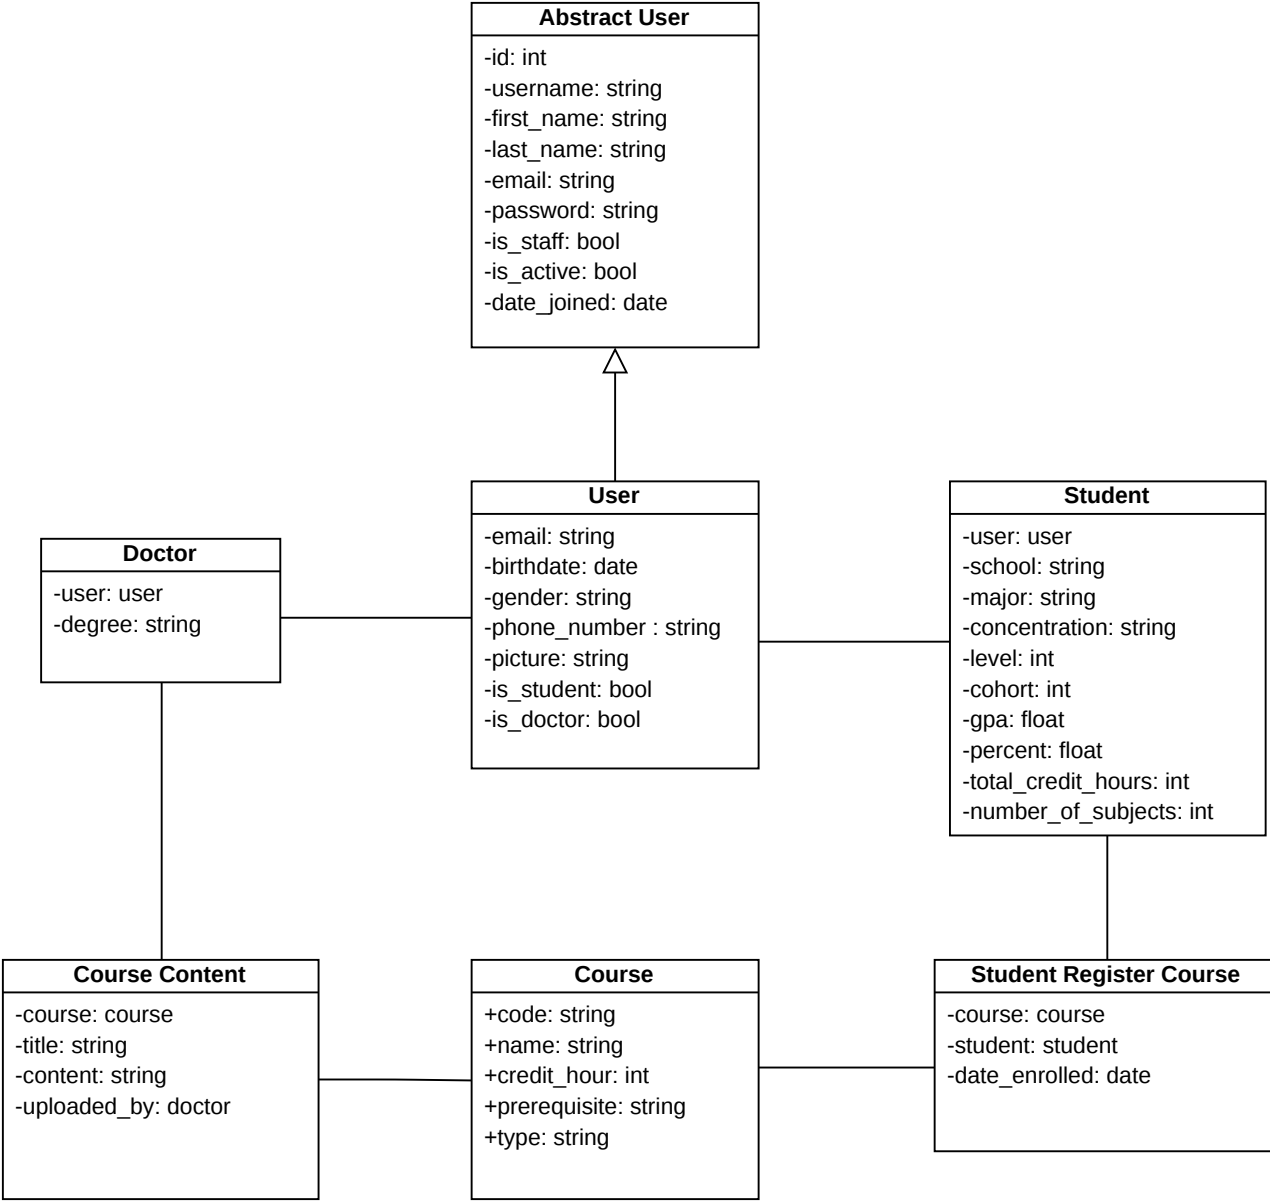 Abstract User
-id: int
-username: string
-first_name: string
-last_name: string
-email: string
-password: string
-is_staff: bool
-is_active: bool
-date_joined: date
User
-email: string
-birthdate: date
-gender: string
-phone_number : string
-picture: string
-is_student: bool
-is_doctor: bool
Student
-user: user
-school: string
-major: string
-concentration: string
-level: int
-cohort: int
-gpa: float
-percent: float
-total_credit_hours: int
-number_of_subjects: int
Doctor
-user: user
-degree: string
Course Content
-course: course
-title: string
-content: string
-uploaded_by: doctor
Course
+code: string
+name: string
+credit_hour: int
+prerequisite: string
+type: string
Student Register Course
-course: course
-student: student
-date_enrolled: date